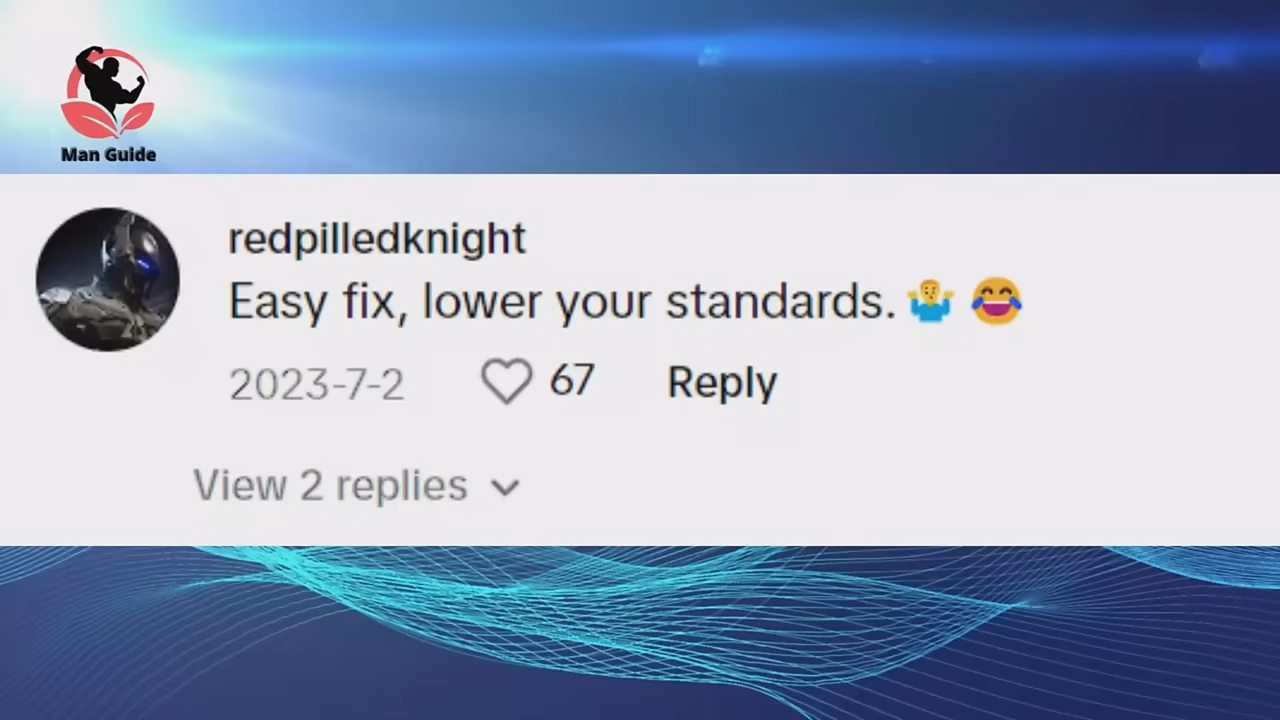 Man Guide
redpilledknight
Easy fix, lower your standards. 🤷‍♂️ 😂
2023-7-2 67 Reply
View 2 replies